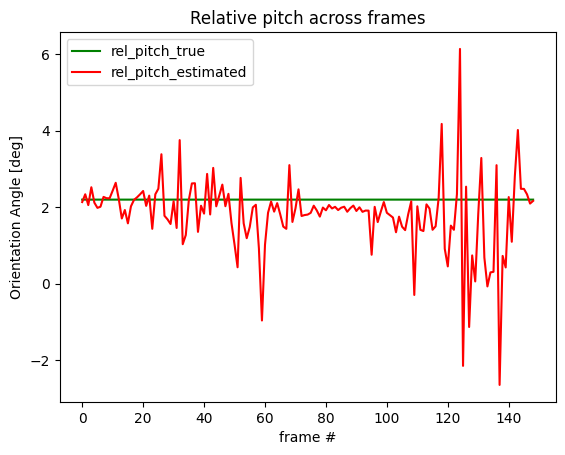 Relative pitch across frames
rel_pitch_true
rel_pitch_estimated
Orientation Angle [deg]
6
4
2
0
−2
0 20 40 60 80 100 120 140
frame #